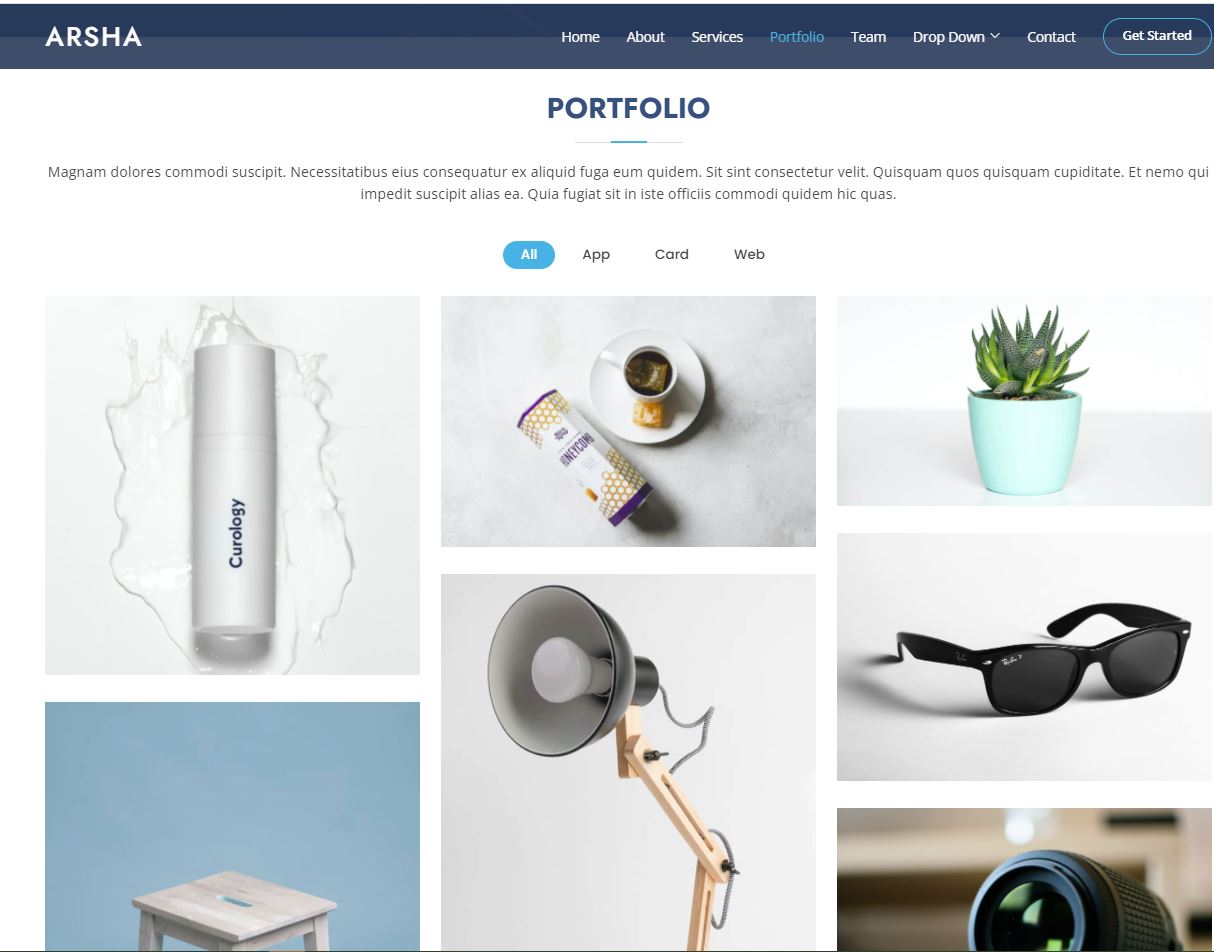 ARSHA
Home About Services Portfolio Team Drop Down Contact Get Started
PORTFOLIO
Magnam dolores commodi suscipit. Necessitatibus eius consequatur ex aliquid fuga eum quidem. Sit sint consectetur velit. Quisquam quos quisquam cupiditate. Et nemo qui
impedit suscipit alias ea. Quia fugiat sit in iste officiis commodi quidem hic quas.
All App Card Web
Curology
Ray-Ban P